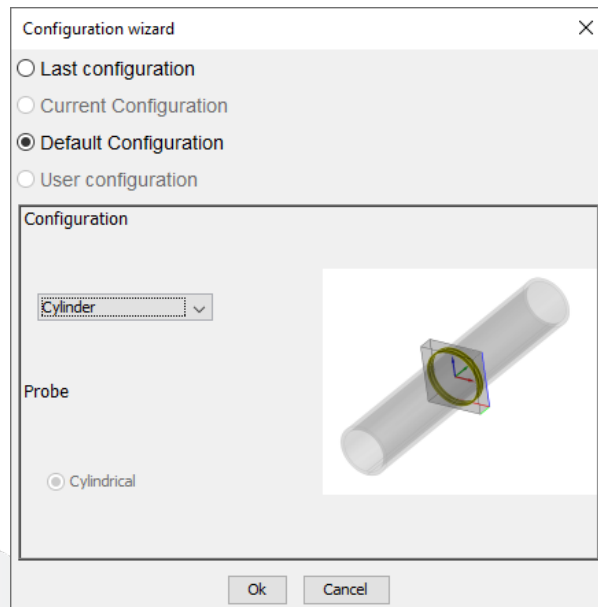 Configuration wizard
Last configuration
Current Configuration
Default Configuration
User configuration
Configuration
Cylinder
Probe
Cylindrical
Ok Cancel